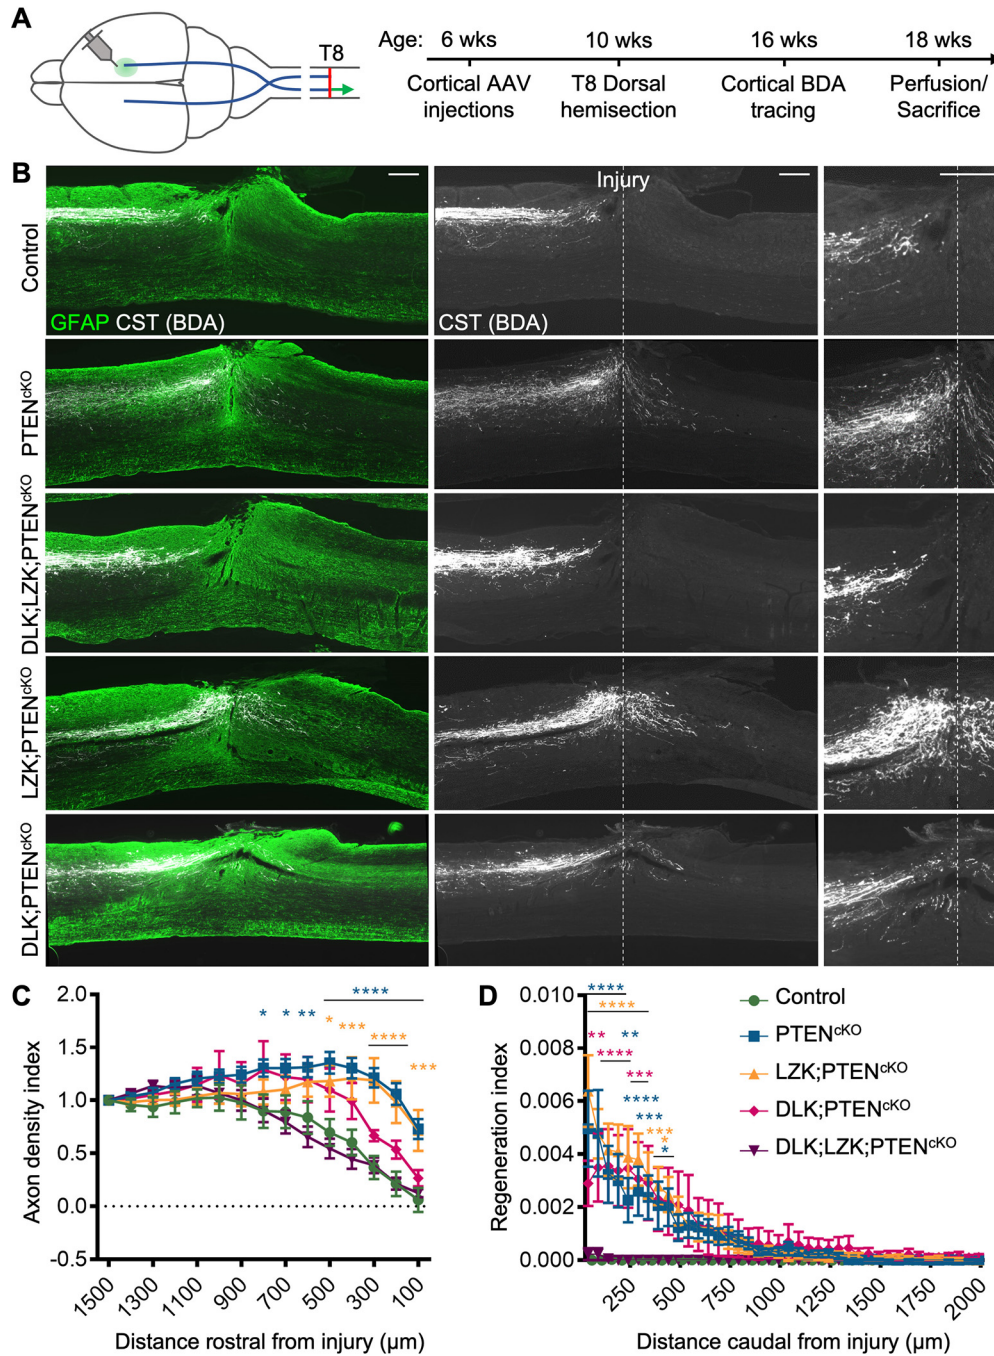 A
T8
Age:
6 wks
10 wks
16 wks
18 wks
Cortical AAV
injections
T8 Dorsal
hemisection
Cortical BDA
tracing
Perfusion/
Sacrifice
B
Control
GFAP CST (BDA)
Injury
CST (BDA)
PTENcKO
DLK;LZK;PTENcKO
LZK;PTENcKO
DLK;PTENcKO
C
Axon density index
2.0
1.5
1.0
0.5
0.0
-0.5
* * ** ****
* *** ****
***
1500 1300 1100 900 700 500 300 100
Distance rostral from injury (µm)
D
Regeneration index
0.010
0.008
0.006
0.004
0.002
0.000
****
****
** **
****
***
****
***
***
*
*
250 500 750 1000 1250 1500 1750 2000
Distance caudal from injury (µm)
Control
PTENcKO
LZK;PTENcKO
DLK;PTENcKO
DLK;LZK;PTENcKO